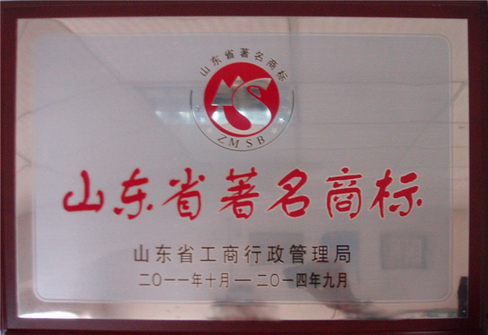 山东省著名商标
ZMSB
山东省著名商标
山东省工商行政管理局
二〇一一年十月—二〇一四年九月